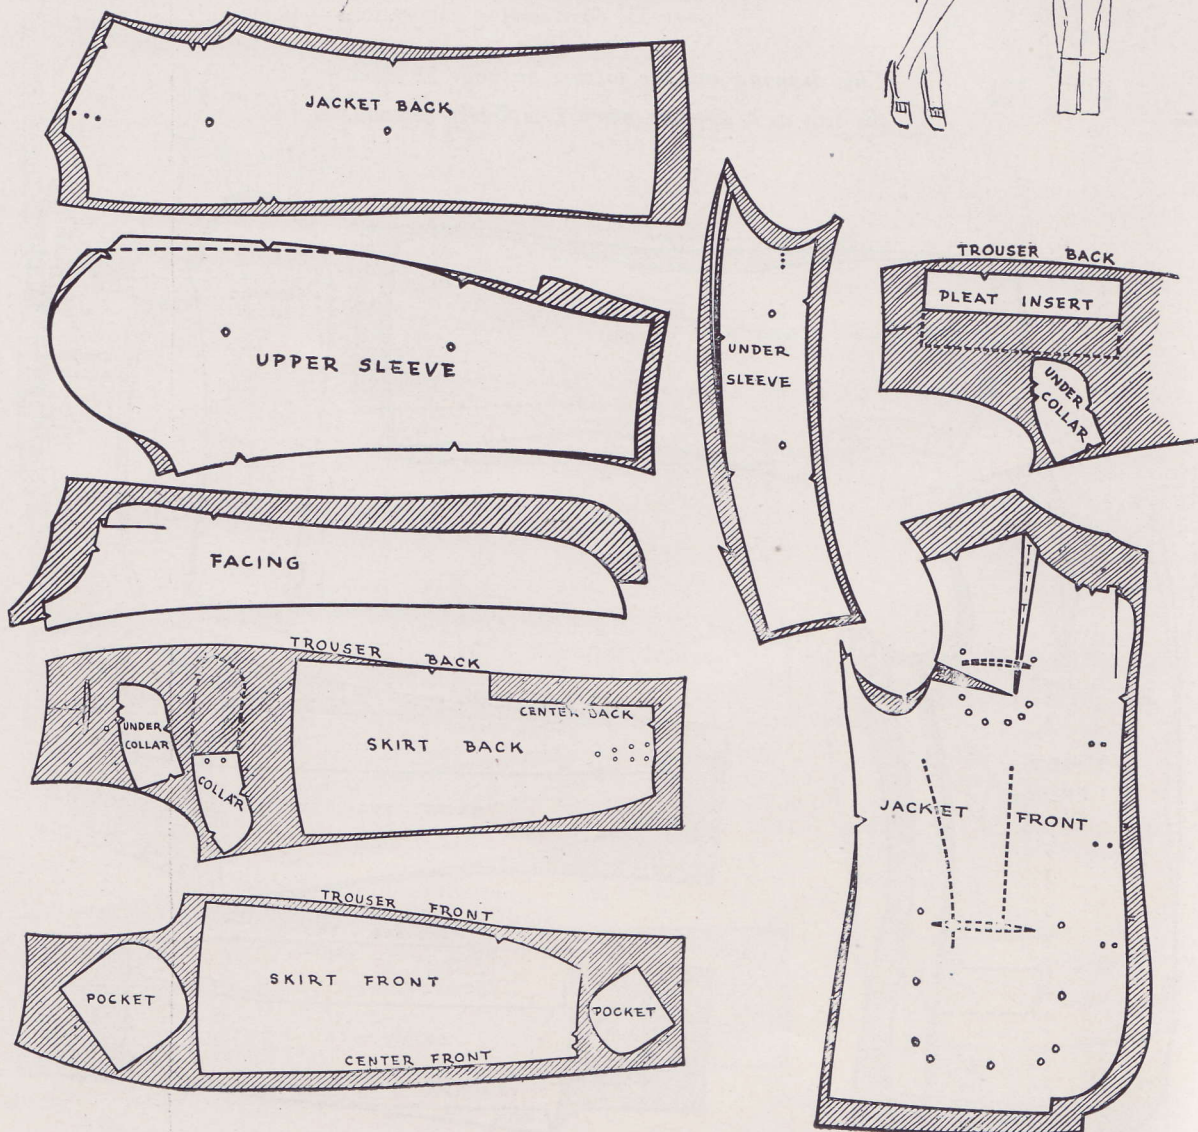 JACKET BACK
UPPER SLEEVE
UNDER
SLEEVE
TROUSER BACK
PLEAT INSERT
UNDER
COLLAR
FACING
TROUSER BACK
CENTER BACK
UNDER
COLLAR
SKIRT BACK
COLLAR
JACKET FRONT
TROUSER FRONT
SKIRT FRONT
POCKET
POCKET
CENTER FRONT